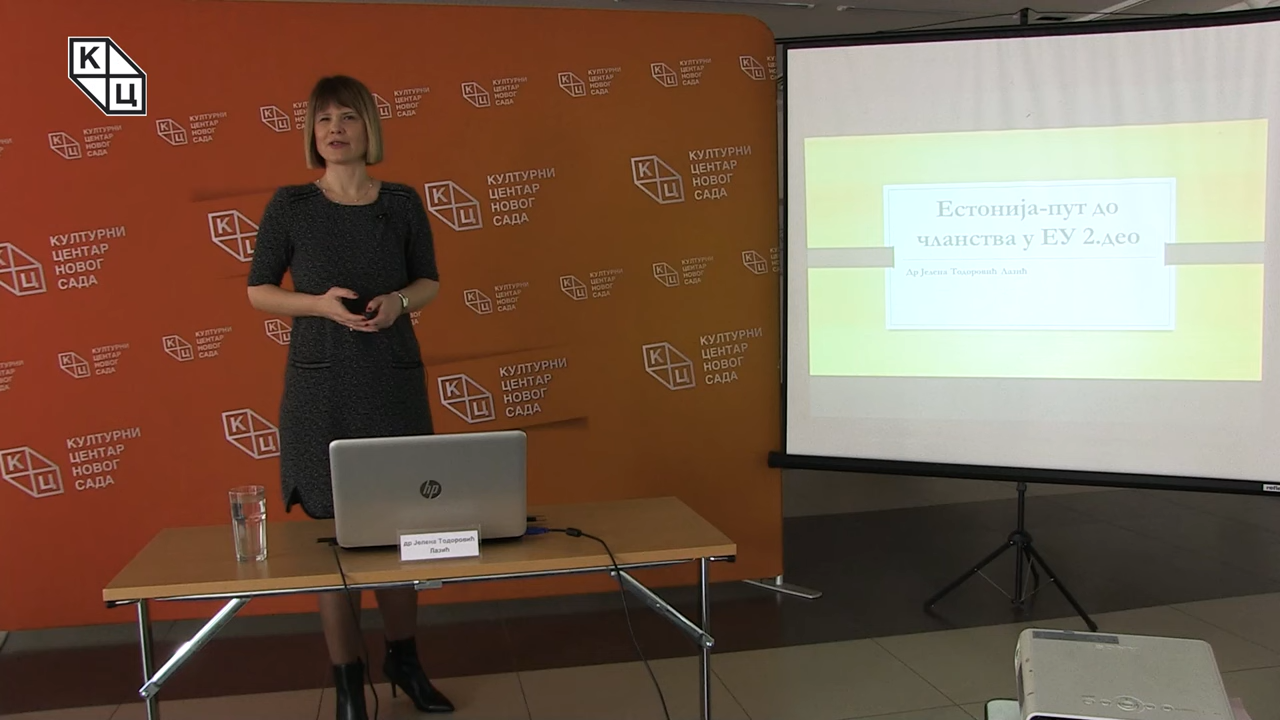 К
Ц
КУЛТУРНИ
ЦЕНТАР
НОВОГ
САДА
Естонија-пут до
чланства у ЕУ 2.део
Др Јелена Тодоровић Лазић
hp
др Јелена Тодоровић
Лазић